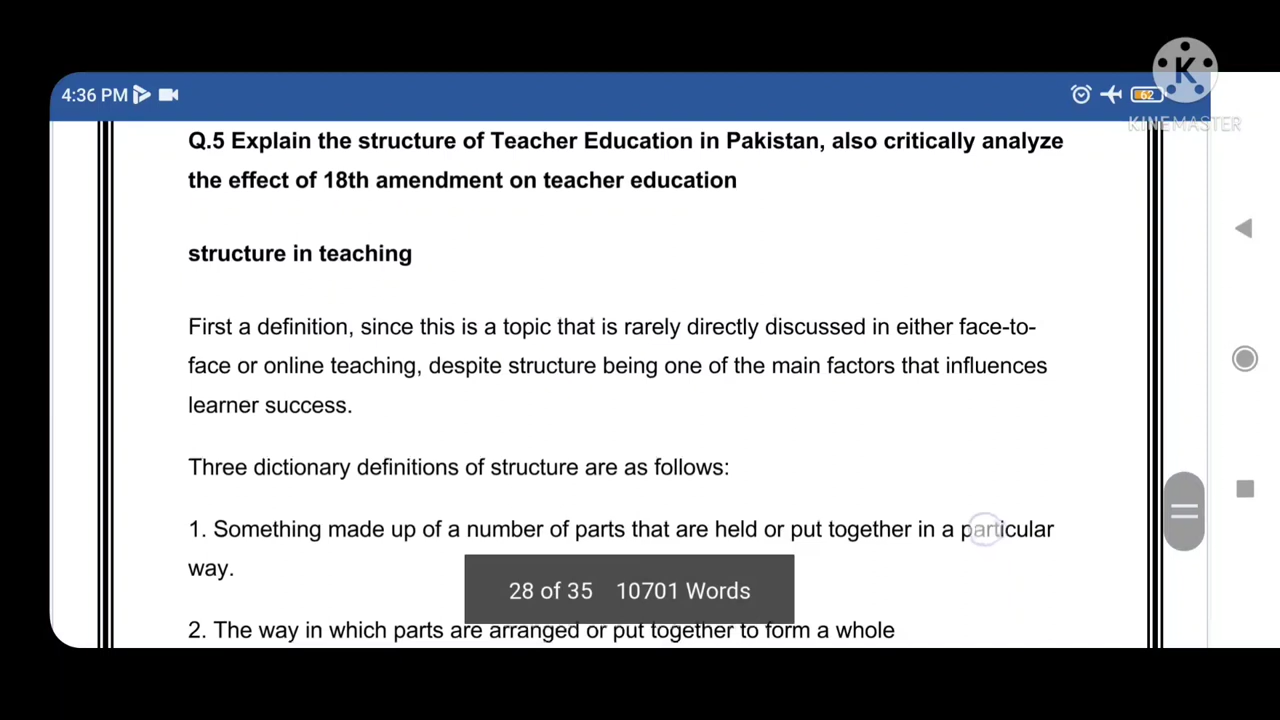 4:36 PM
62
K
KINEMASTER
Q.5 Explain the structure of Teacher Education in Pakistan, also critically analyze
the effect of 18th amendment on teacher education
structure in teaching
First a definition, since this is a topic that is rarely directly discussed in either face-to-
face or online teaching, despite structure being one of the main factors that influences
learner success.
Three dictionary definitions of structure are as follows:
1. Something made up of a number of parts that are held or put together in a particular
way.
28 of 35 10701 Words
2. The way in which parts are arranged or put together to form a whole